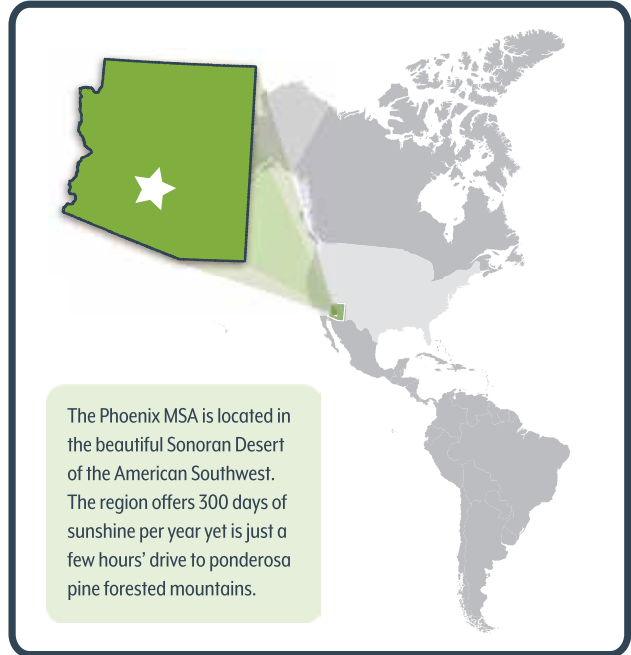 The Phoenix MSA is located in
the beautiful Sonoran Desert
of the American Southwest.
The region offers 300 days of
sunshine per year yet is just a
few hours’ drive to ponderosa
pine forested mountains.